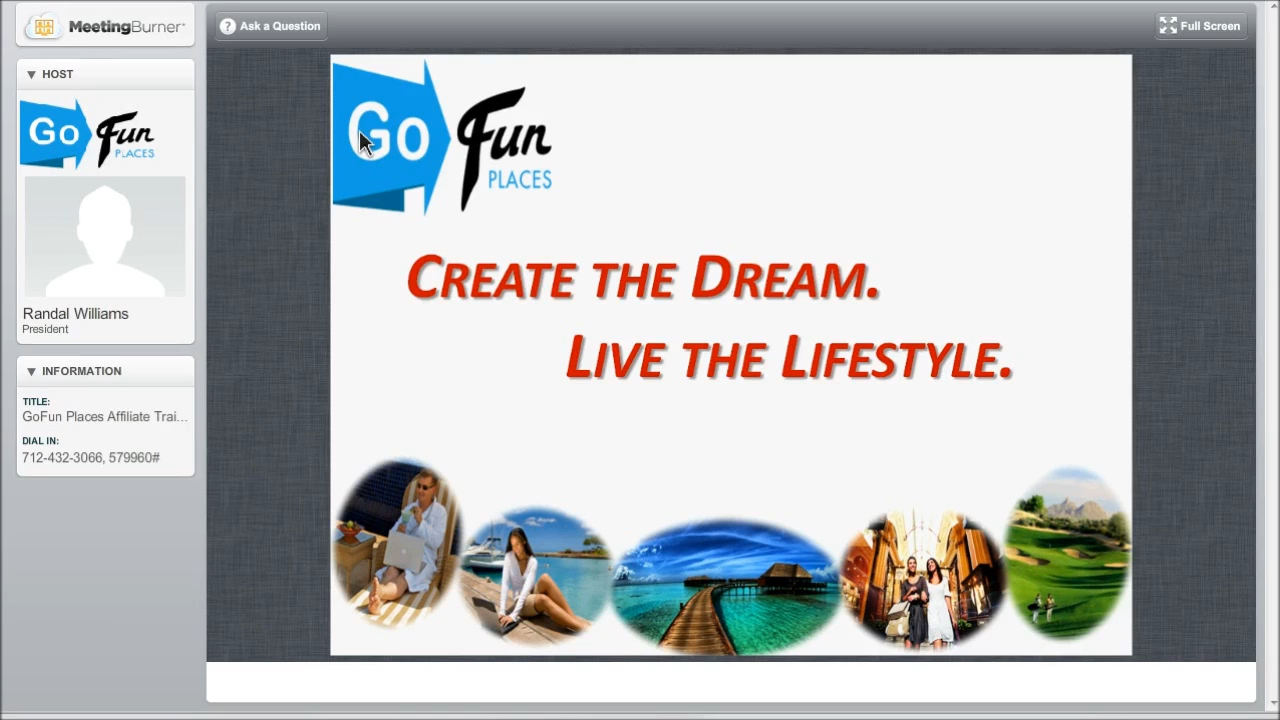 MeetingBurner
Ask a Question
Full Screen
HOST
Go Fun
PLACES
Randal Williams
President
INFORMATION
TITLE:
GoFun Places Affiliate Trai...
DIAL IN:
712-432-3066, 579960#
Go Fun
PLACES
CREATE THE DREAM.
LIVE THE LIFESTYLE.